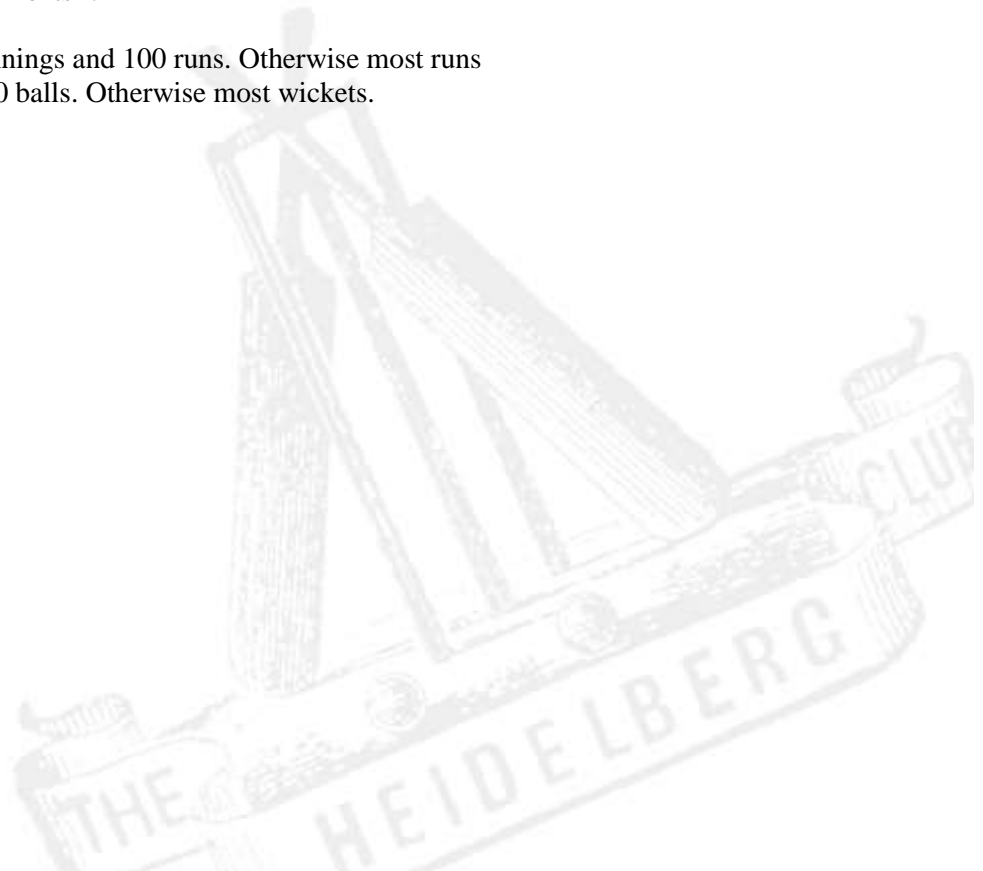 nings and 100 runs. Otherwise most runs
0 balls. Otherwise most wickets.
THE
HEIDELBERG
CLUB